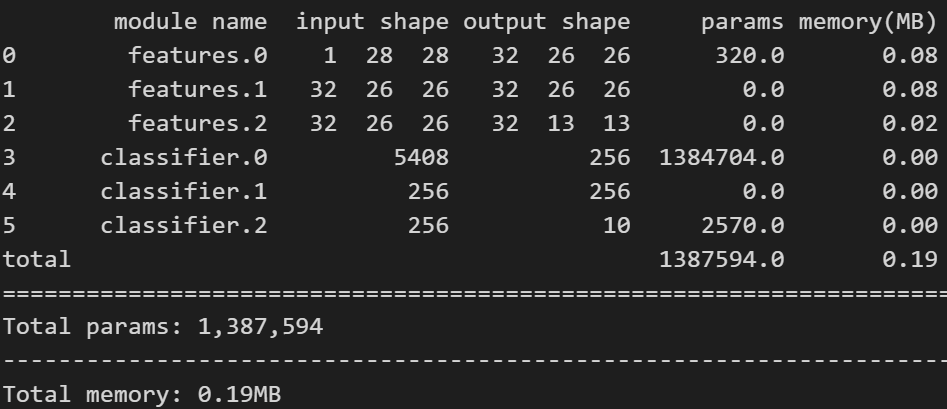 module name input shape output shape params memory(MB)
0 features.0 1 28 28 32 26 26 320.0 0.08
1 features.1 32 26 26 32 26 26 0.0 0.08
2 features.2 32 26 26 32 13 13 0.0 0.02
3 classifier.0 5408 256 1384704.0 0.00
4 classifier.1 256 256 0.0 0.00
5 classifier.2 256 10 2570.0 0.00
total 1387594.0 0.19
====================================================================
Total params: 1,387,594
--------------------------------------------------------------------
Total memory: 0.19MB